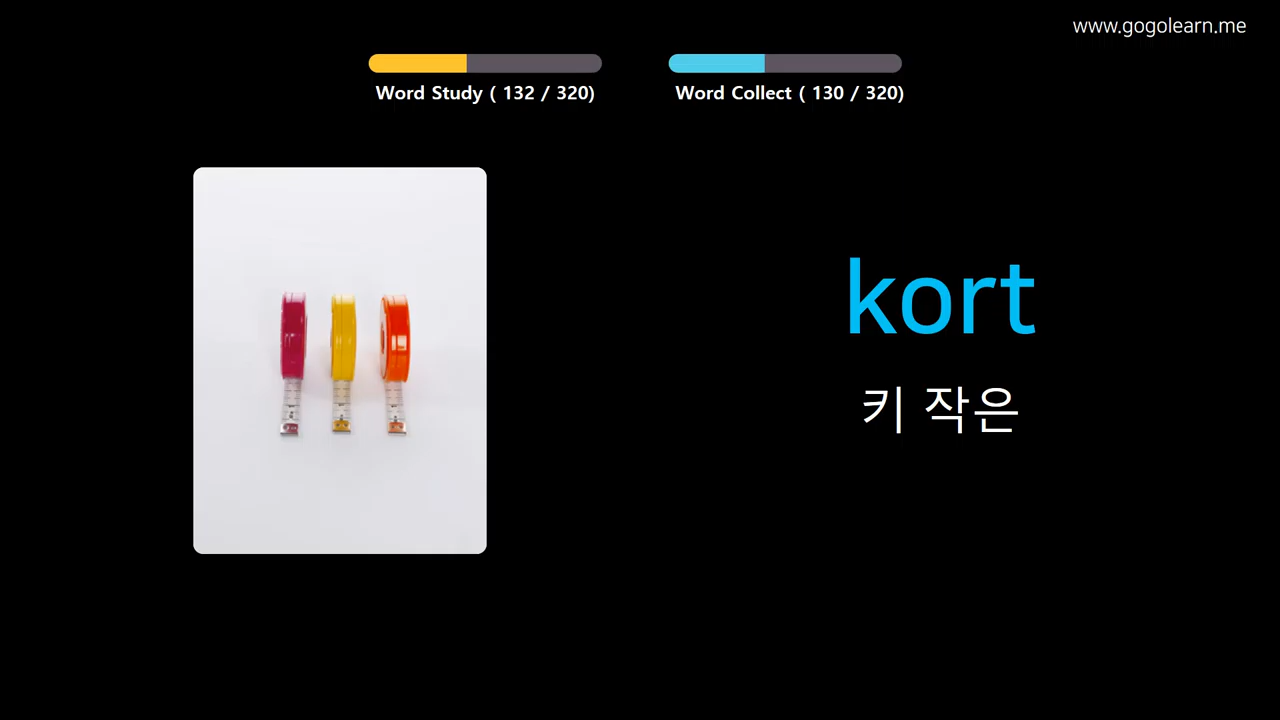 www.gogolearn.me
Word Study ( 132 / 320)
Word Collect ( 130 / 320)
kort
키 작은